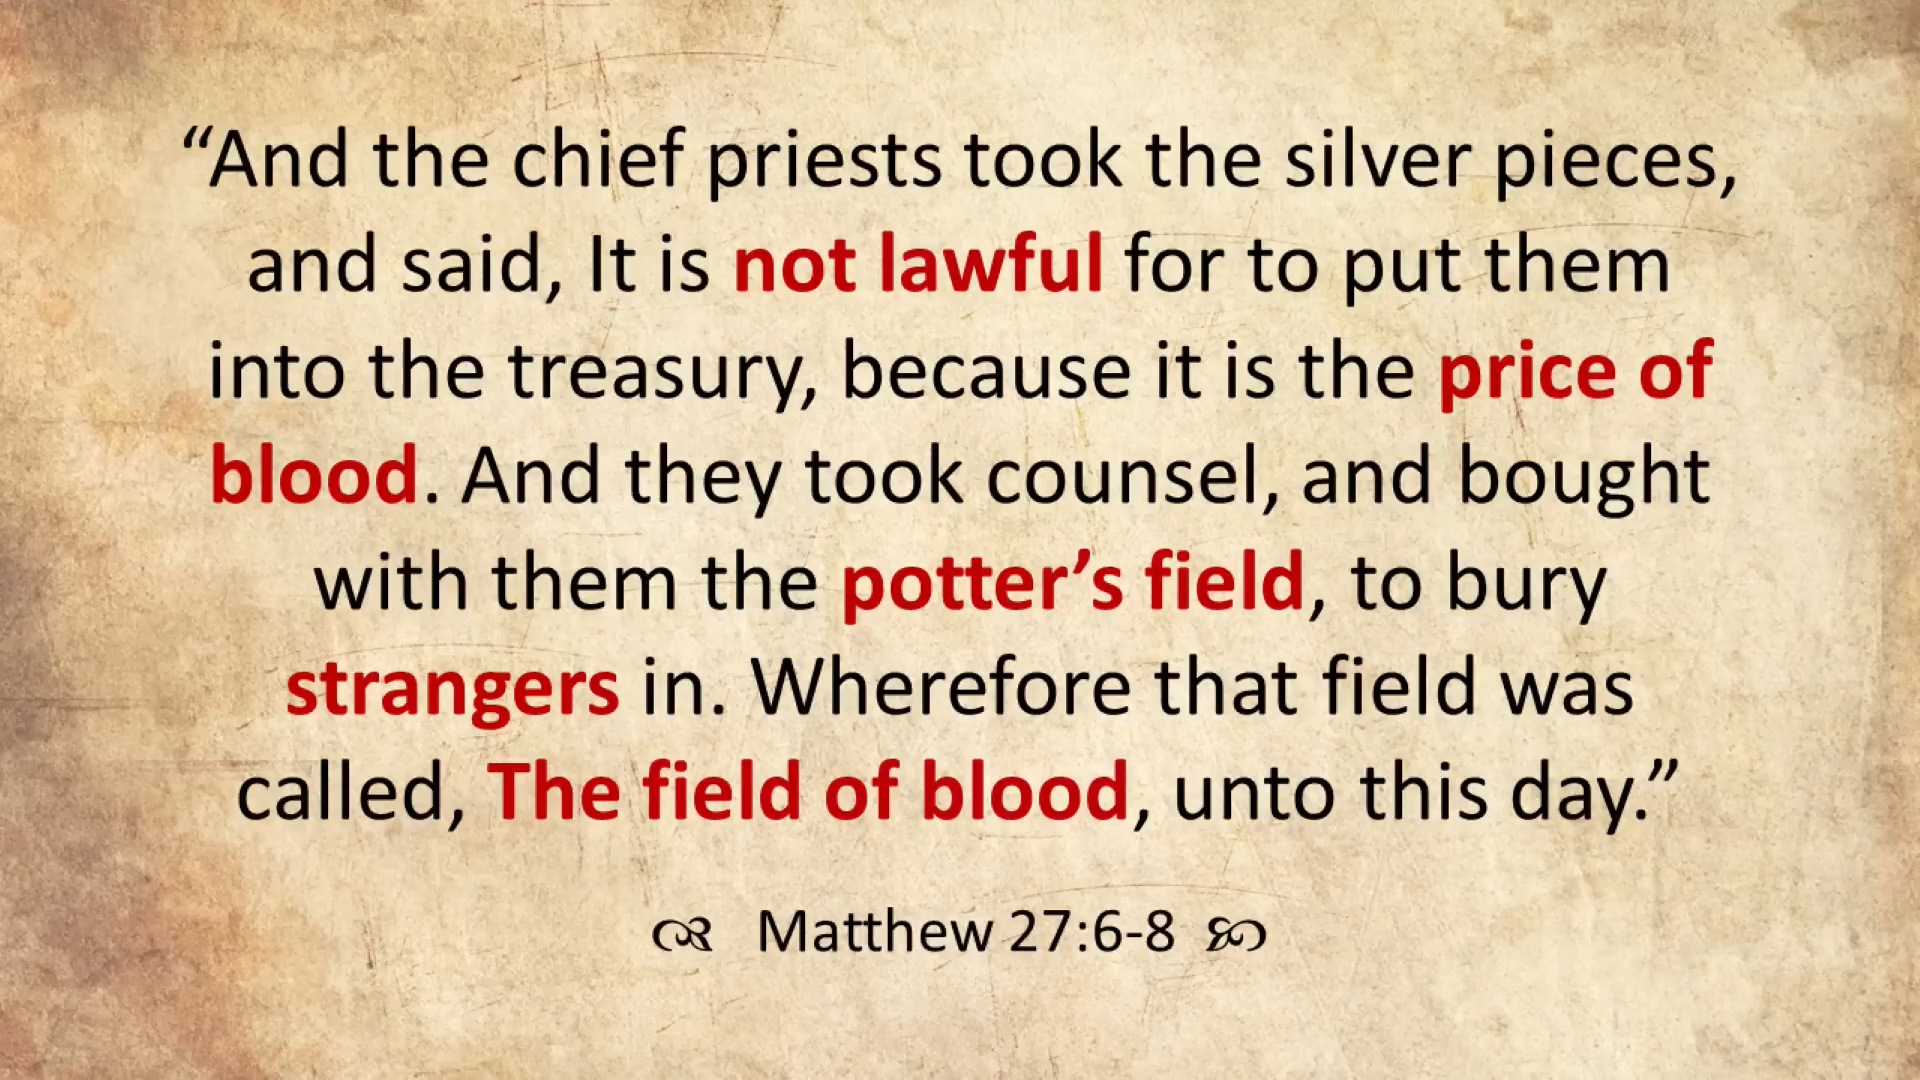 “And the chief priests took the silver pieces,
and said, It is not lawful for to put them
into the treasury, because it is the price of
blood. And they took counsel, and bought
with them the potter’s field, to bury
strangers in. Wherefore that field was
called, The field of blood, unto this day.”
Matthew 27:6-8